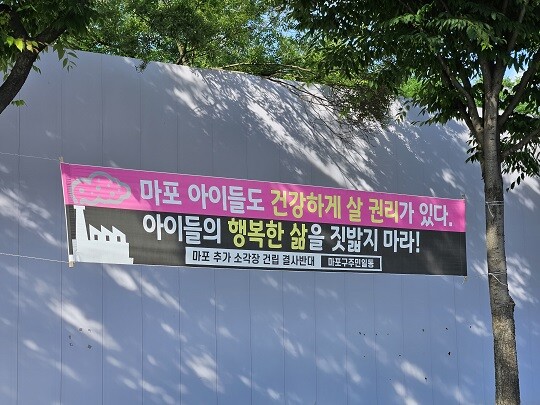 마포 아이들도 건강하게 살 권리가 있다.
아이들의 행복한 삶을 짓밟지 마라!
마포 추가 소각장 건립 결사반대 마포구주민일동